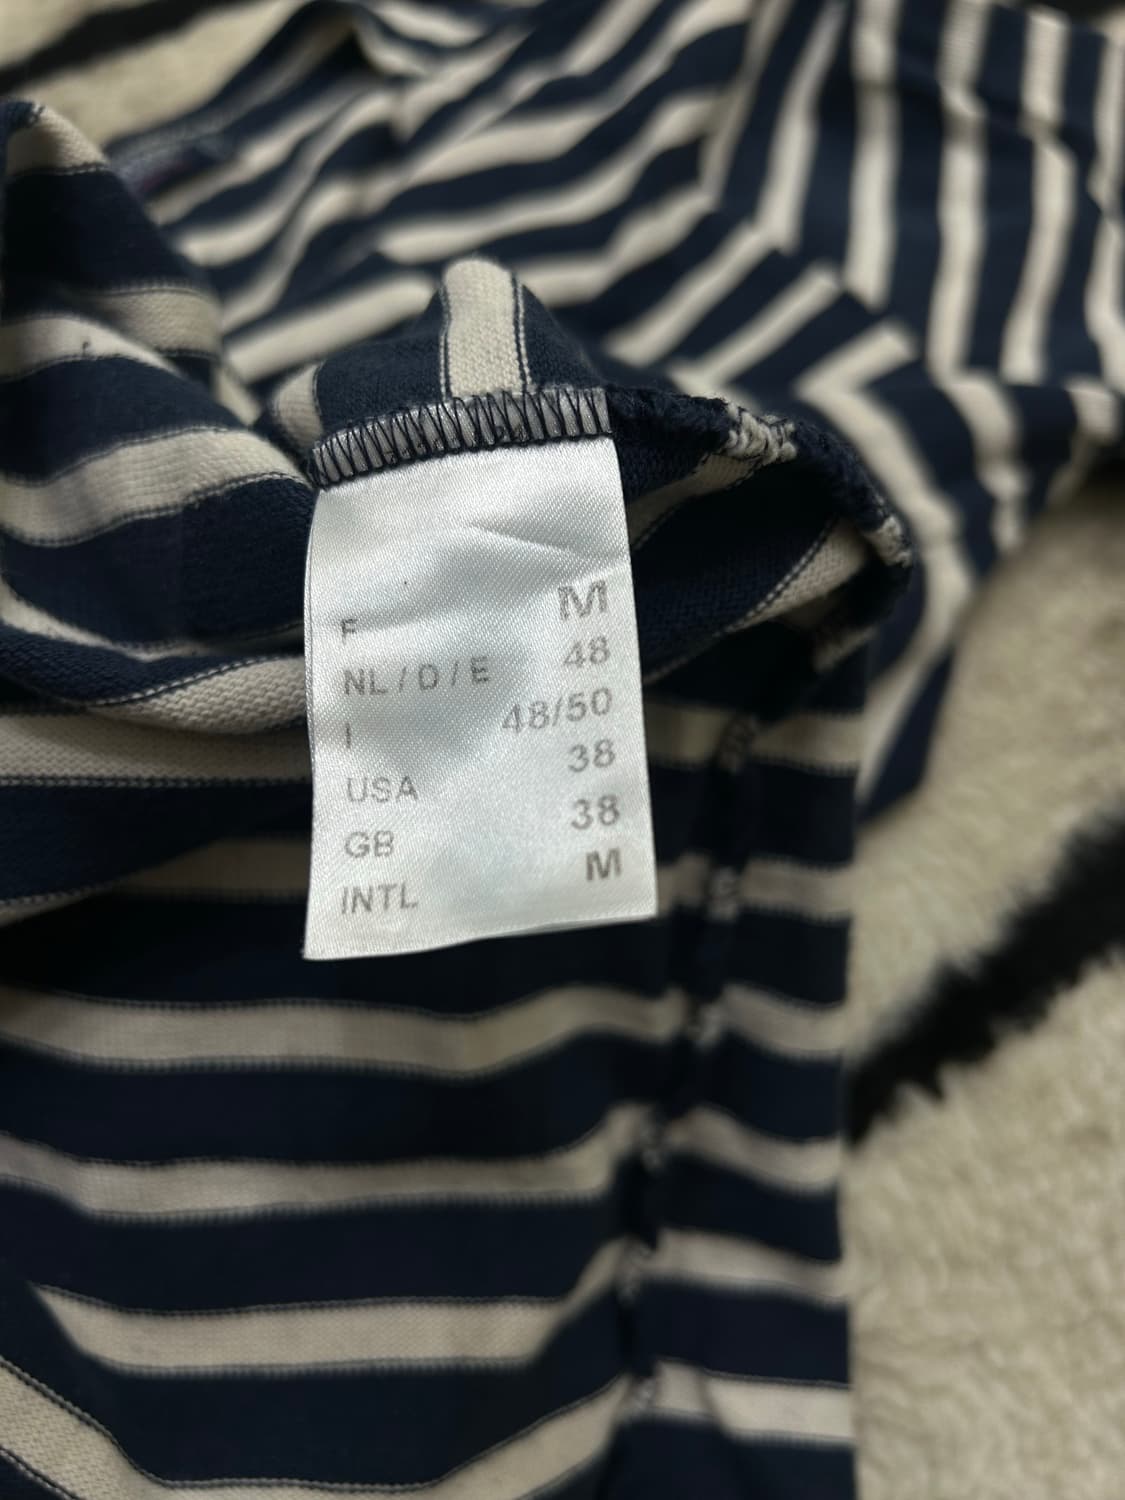 F M
NL / D / E 48
I 48/50
USA 38
GB 38
INTL M